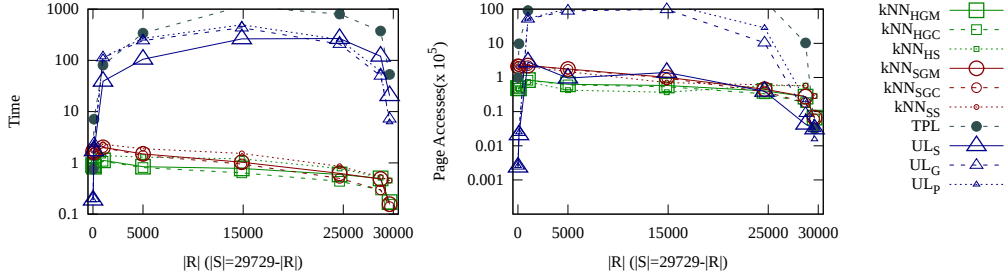 1000
100
10
1
0.1
Time
0
5000
15000
25000
30000
|R| (|S|=29729-|R|)
100
10
1
0.1
0.01
0.001
Page Accesses(x 10⁵)
0
5000
15000
25000
30000
|R| (|S|=29729-|R|)
kNN_HGM
kNN_HGC
kNN_HS
kNN_SGM
kNN_SGC
kNN_SS
TPL
UL_S
UL_G
UL_P